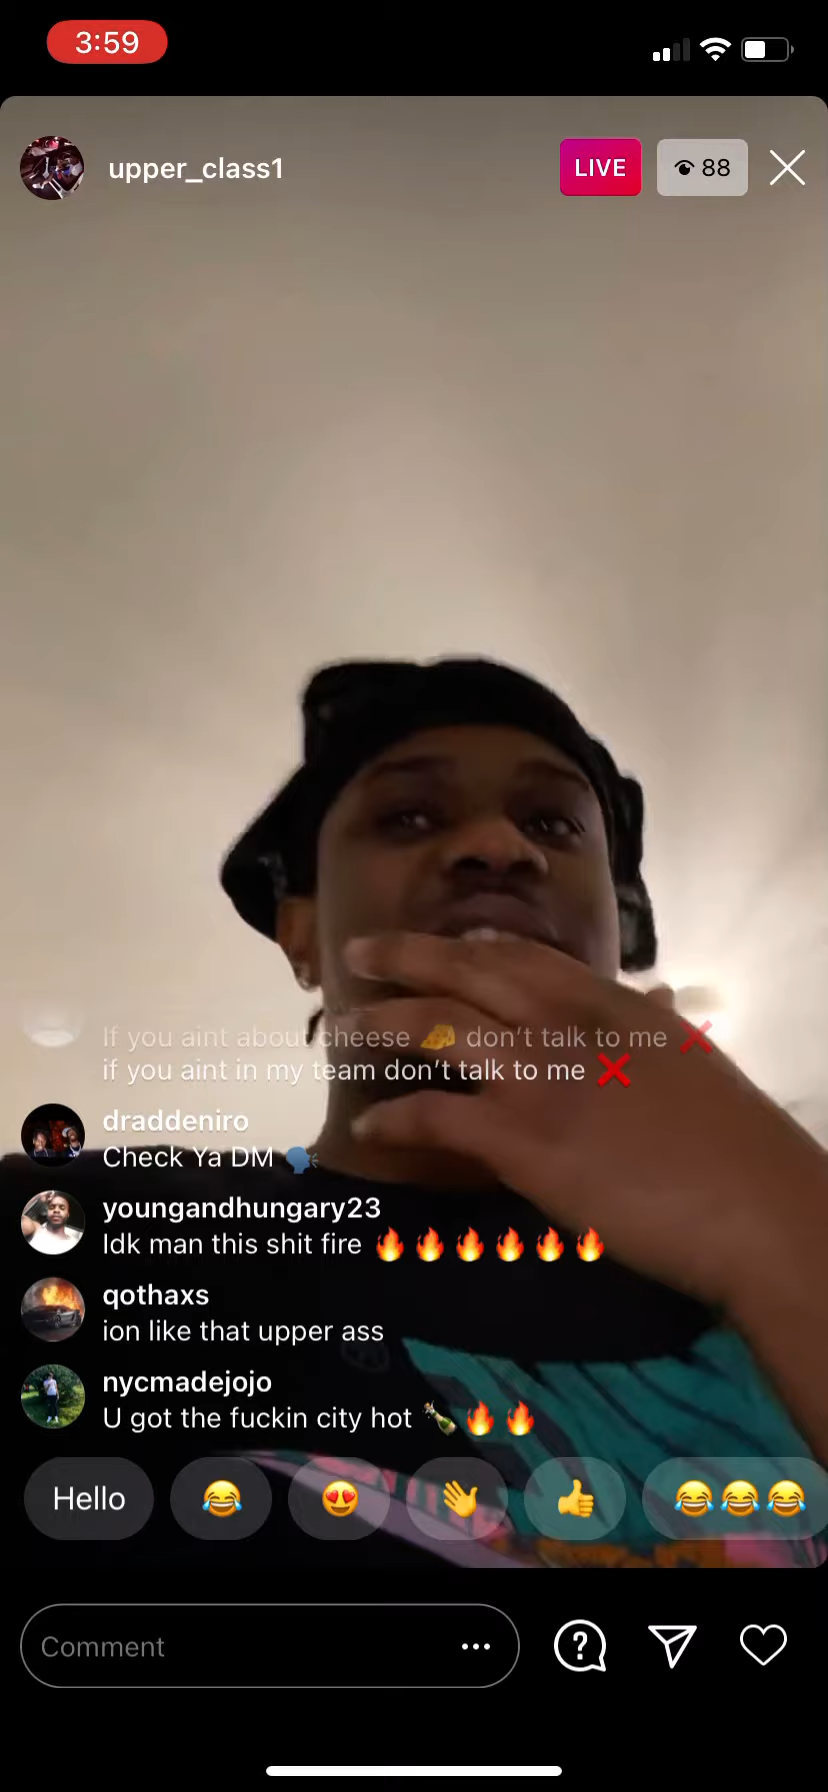 3:59
upper_class1
LIVE
88
If you aint about cheese 🧀 don't talk to me ❌
if you aint in my team don't talk to me ❌
draddeniro
Check Ya DM 🗣
youngandhungary23
Idk man this shit fire 🔥🔥🔥🔥🔥🔥
qothaxs
ion like that upper ass
nycmadejojo
U got the fuckin city hot 🍾🔥🔥
Hello 😂 😍 👋 👍 😂😂😂
Comment